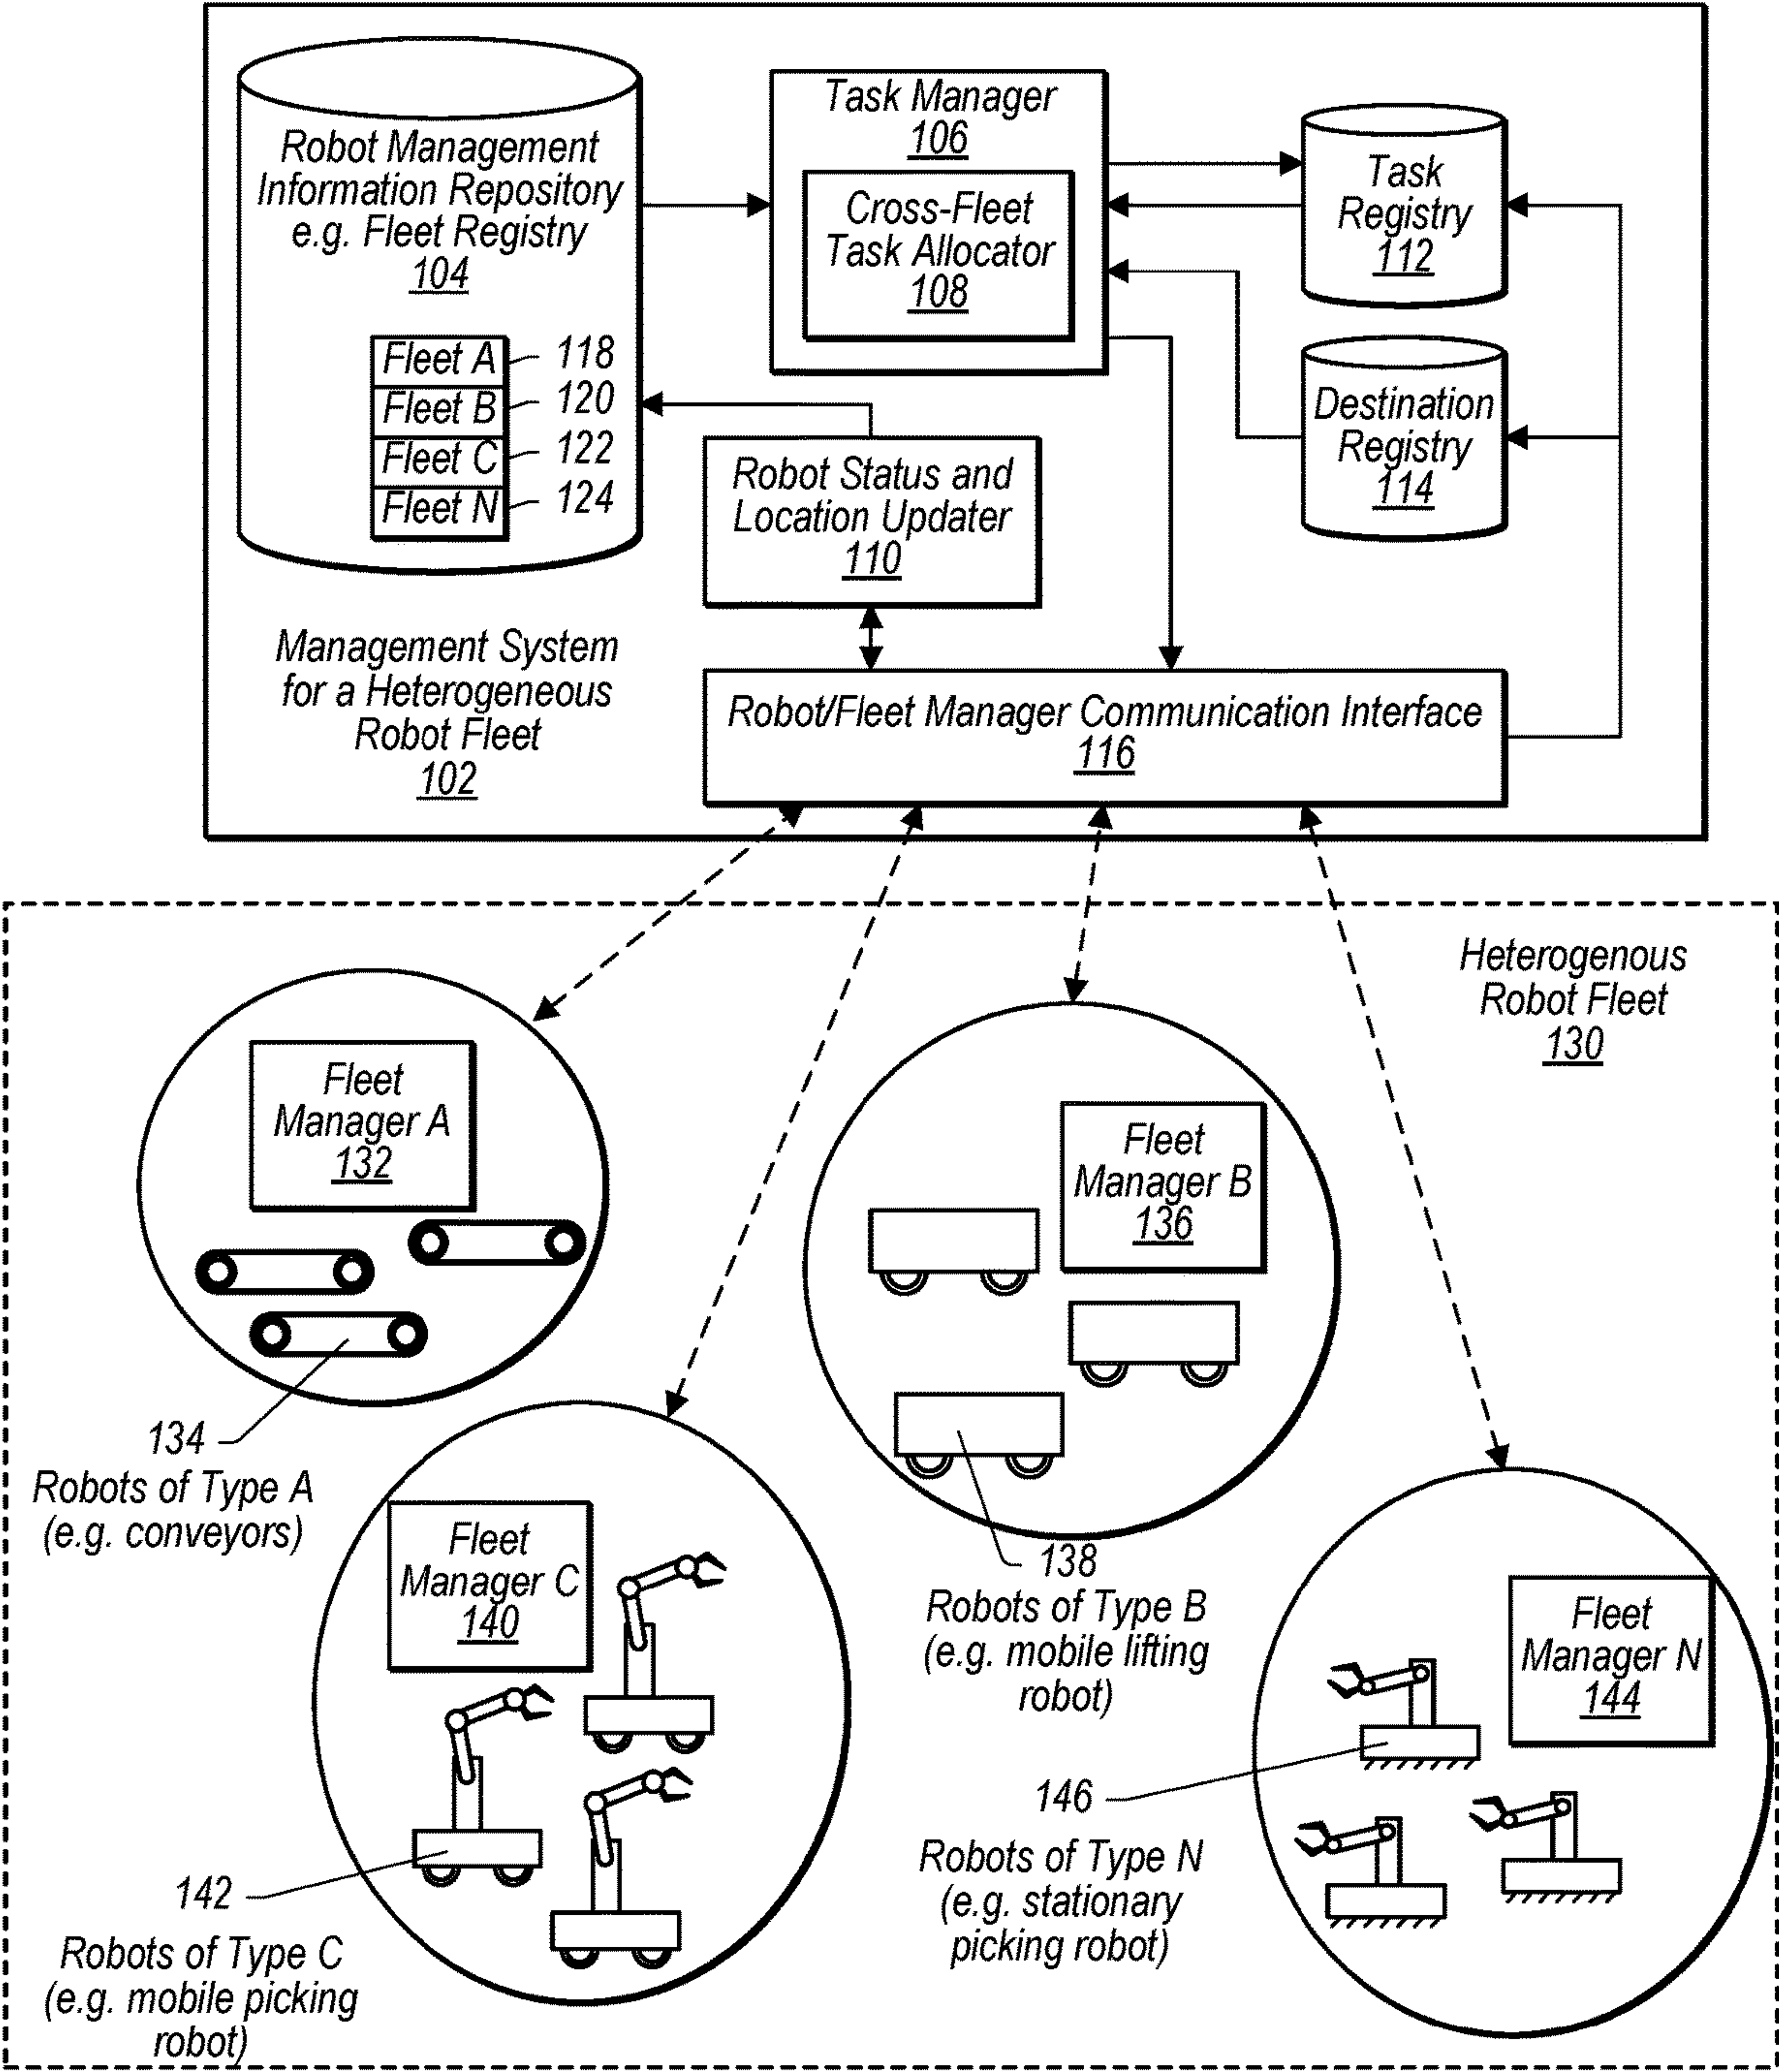 Robot Management
Information Repository
e.g. Fleet Registry
104
Fleet A
118
Fleet B
120
Fleet C
122
Fleet N
124
Task Manager
106
Cross-Fleet
Task Allocator
108
Task
Registry
112
Destination
Registry
114
Robot Status and
Location Updater
110
Management System
for a Heterogeneous
Robot Fleet
102
Robot/Fleet Manager Communication Interface
116
Heterogenous
Robot Fleet
130
Fleet
Manager A
132
134
Robots of Type A
(e.g. conveyors)
Fleet
Manager B
136
138
Robots of Type B
(e.g. mobile lifting
robot)
Fleet
Manager C
140
142
Robots of Type C
(e.g. mobile picking
robot)
Fleet
Manager N
144
146
Robots of Type N
(e.g. stationary
picking robot)